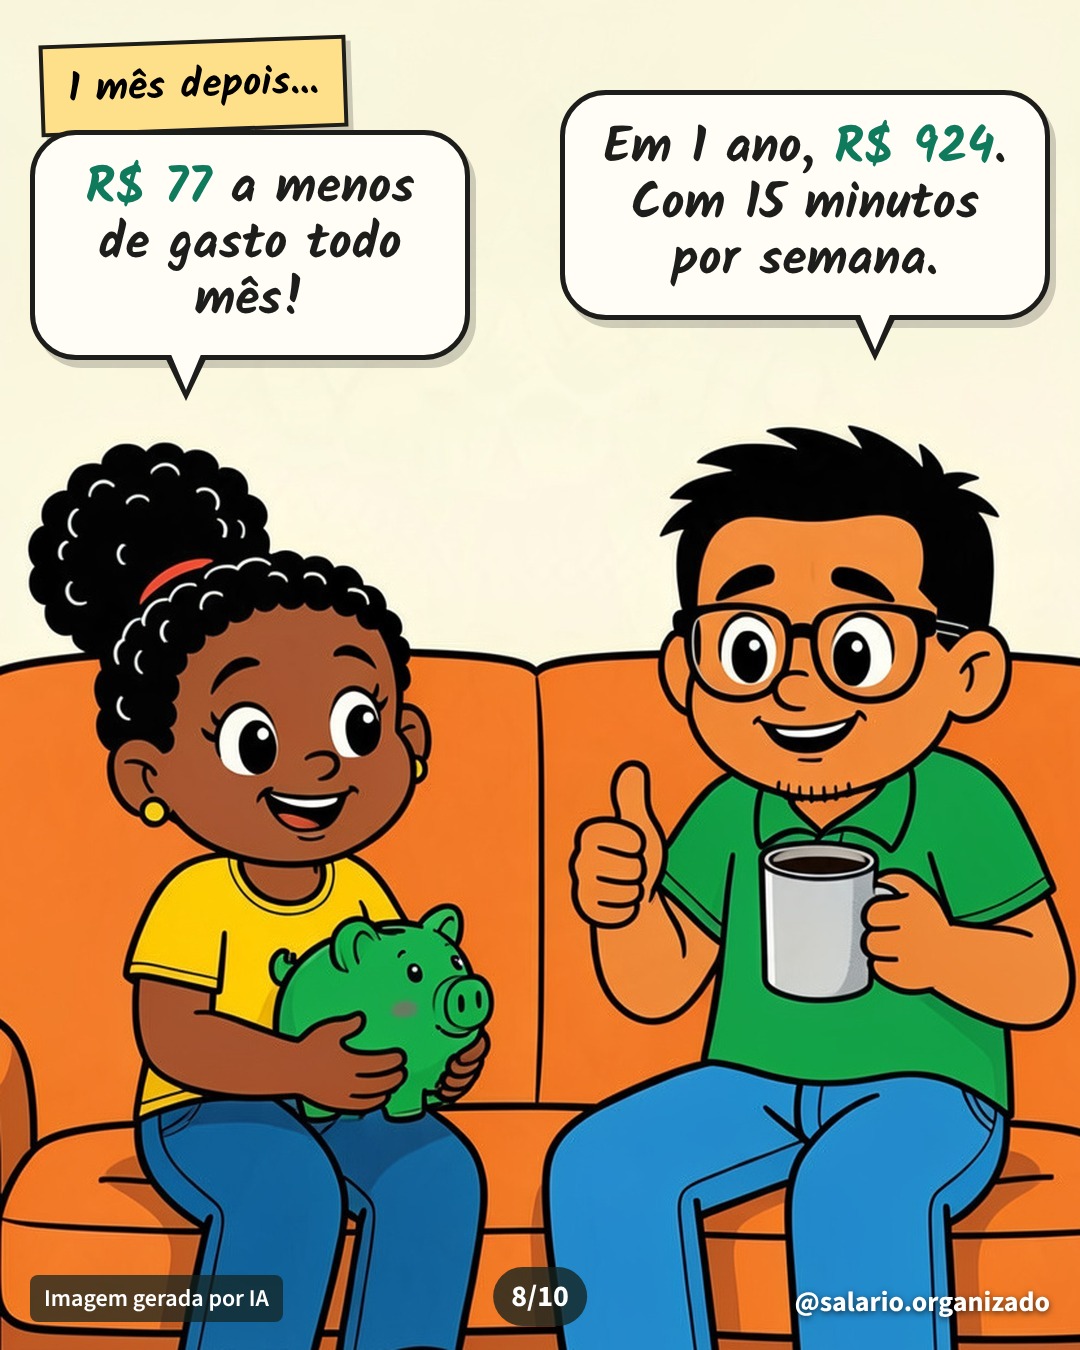 1 mês depois...
R$ 77 a menos
de gasto todo
mês!
Em 1 ano, R$ 924.
Com 15 minutos
por semana.
Imagem gerada por IA
8/10
@salario.organizado